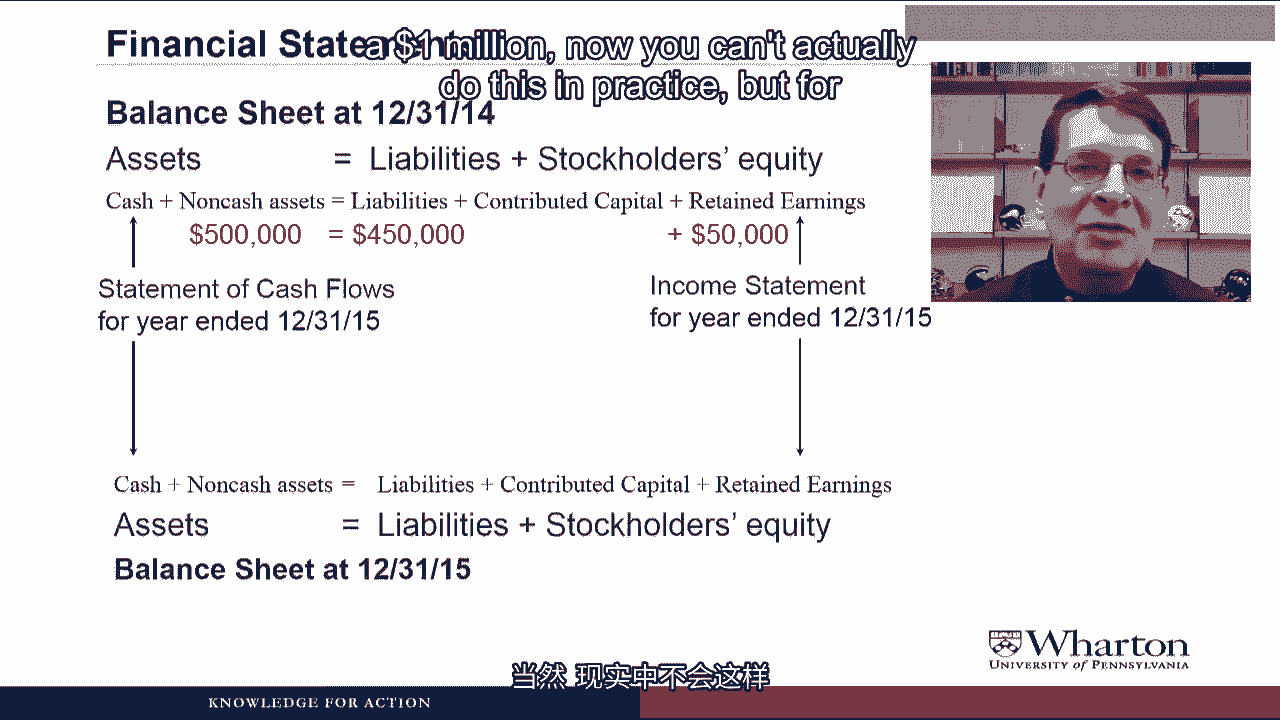 Financial Statements
a $1 million, now you can't actually
do this in practice, but for
Balance Sheet at 12/31/14
Assets = Liabilities + Stockholders’ equity
Cash + Noncash assets = Liabilities + Contributed Capital + Retained Earnings
$500,000 = $450,000 + $50,000
Statement of Cash Flows
for year ended 12/31/15
Income Statement
for year ended 12/31/15
Cash + Noncash assets = Liabilities + Contributed Capital + Retained Earnings
Assets = Liabilities + Stockholders’ equity
Balance Sheet at 12/31/15
Wharton
UNIVERSITY of PENNSYLVANIA
当然 现实中不会这样
KNOWLEDGE FOR ACTION